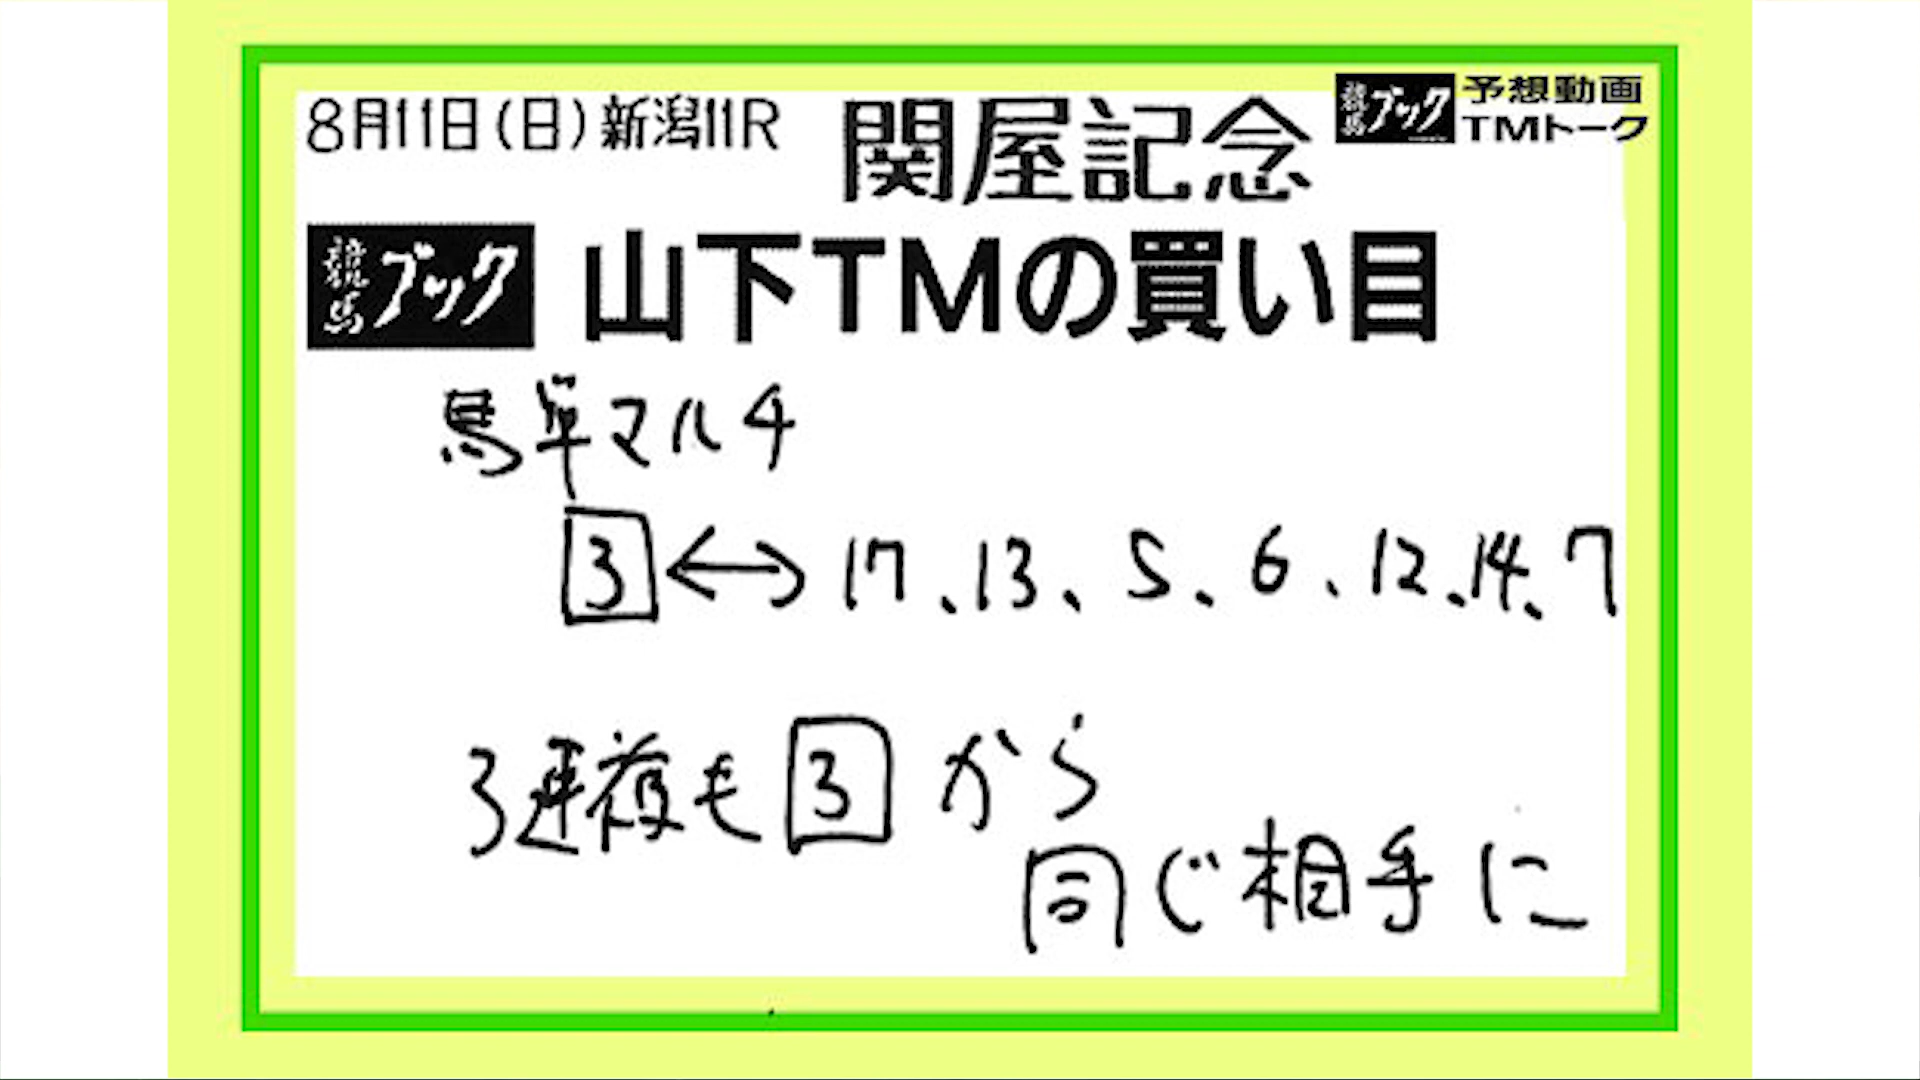 8月11日(日)新潟11R 関屋記念 競馬ブック 予想動画
TMトーク
競馬ブック 山下TMの買い目
馬単マルチ
3↔17、13、5、6、12、14、7
3連複も3から
同じ相手に